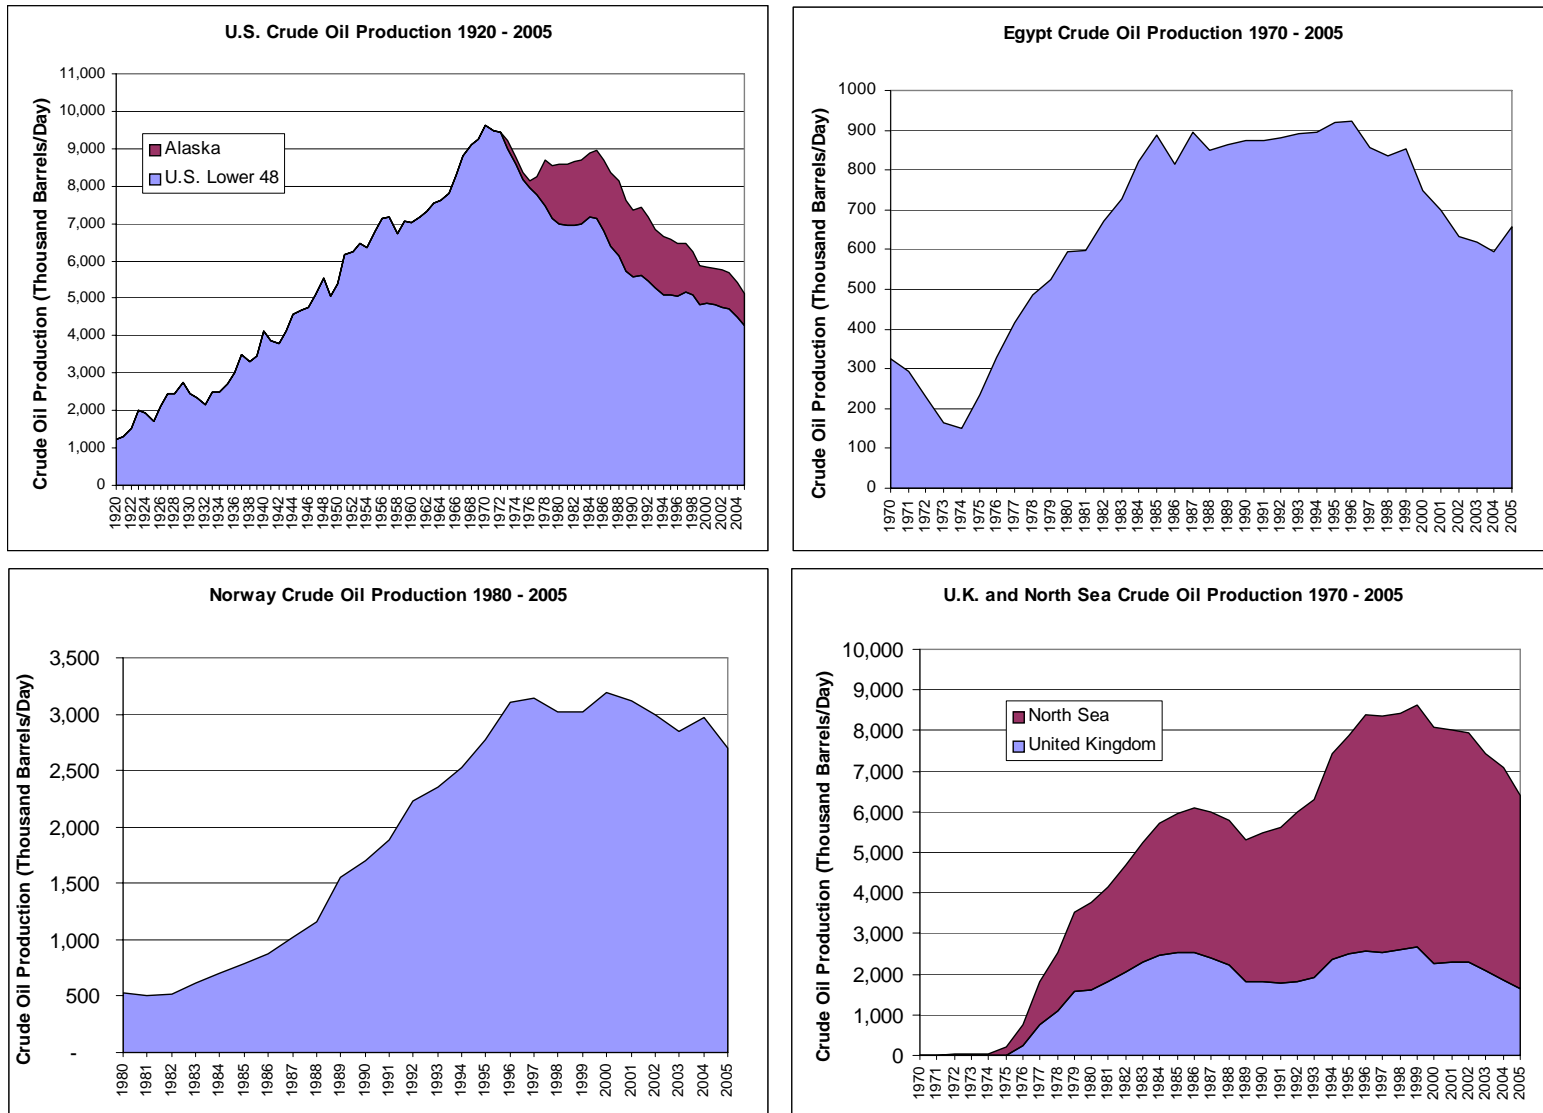 U.S. Crude Oil Production 1920 - 2005
Crude Oil Production (Thousand Barrels/Day)
11,000
10,000
9,000
8,000
7,000
6,000
5,000
4,000
3,000
2,000
1,000
0
Alaska
U.S. Lower 48
1920 1922 1924 1926 1928 1930 1932 1934 1936 1938 1940 1942 1944 1946 1948 1950 1952 1954 1956 1958 1960 1962 1964 1966 1968 1970 1972 1974 1976 1978 1980 1982 1984 1986 1988 1990 1992 1994 1996 1998 2000 2002 2004
Egypt Crude Oil Production 1970 - 2005
Crude Oil Production (Thousand Barrels/Day)
1000
900
800
700
600
500
400
300
200
100
0
1970 1971 1972 1973 1974 1975 1976 1977 1978 1979 1980 1981 1982 1983 1984 1985 1986 1987 1988 1989 1990 1991 1992 1993 1994 1995 1996 1997 1998 1999 2000 2001 2002 2003 2004 2005
Norway Crude Oil Production 1980 - 2005
Crude Oil Production (Thousand Barrels/Day)
3,500
3,000
2,500
2,000
1,500
1,000
500
-
1980 1981 1982 1983 1984 1985 1986 1987 1988 1989 1990 1991 1992 1993 1994 1995 1996 1997 1998 1999 2000 2001 2002 2003 2004 2005
U.K. and North Sea Crude Oil Production 1970 - 2005
Crude Oil Production (Thousand Barrels/Day)
10,000
9,000
8,000
7,000
6,000
5,000
4,000
3,000
2,000
1,000
0
North Sea
United Kingdom
1970 1971 1972 1973 1974 1975 1976 1977 1978 1979 1980 1981 1982 1983 1984 1985 1986 1987 1988 1989 1990 1991 1992 1993 1994 1995 1996 1997 1998 1999 2000 2001 2002 2003 2004 2005